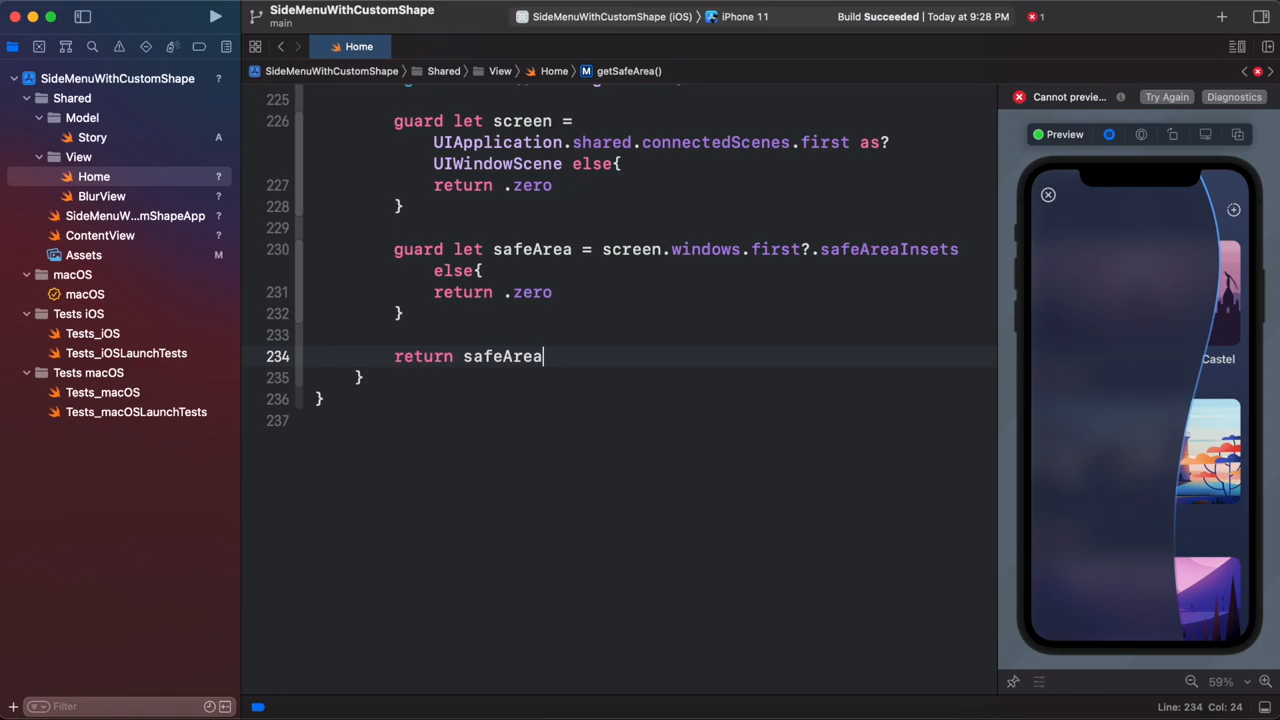 SideMenuWithCustomShape
main
SideMenuWithCustomShape (iOS) 〉 iPhone 11
Build Succeeded | Today at 9:28 PM
1
Home
SideMenuWithCustomShape 〉 Shared 〉 View 〉 Home 〉 M getSafeArea()
SideMenuWithCustomShape ?
Shared
Model
Story A
View
Home ?
BlurView ?
SideMenuW...mShapeApp ?
ContentView ?
Assets M
macOS
macOS
Tests iOS
Tests_iOS
Tests_iOSLaunchTests
Tests macOS
Tests_macOS
Tests_macOSLaunchTests
Filter
225
226 guard let screen =
UIApplication.shared.connectedScenes.first as?
UIWindowScene else{
227 return .zero
228 }
229
230 guard let safeArea = screen.windows.first?.safeAreaInsets
else{
231 return .zero
232 }
233
234 return safeArea
235 }
236 }
237
Cannot previe... Try Again Diagnostics
Preview
Castel
59%
Line: 234 Col: 24